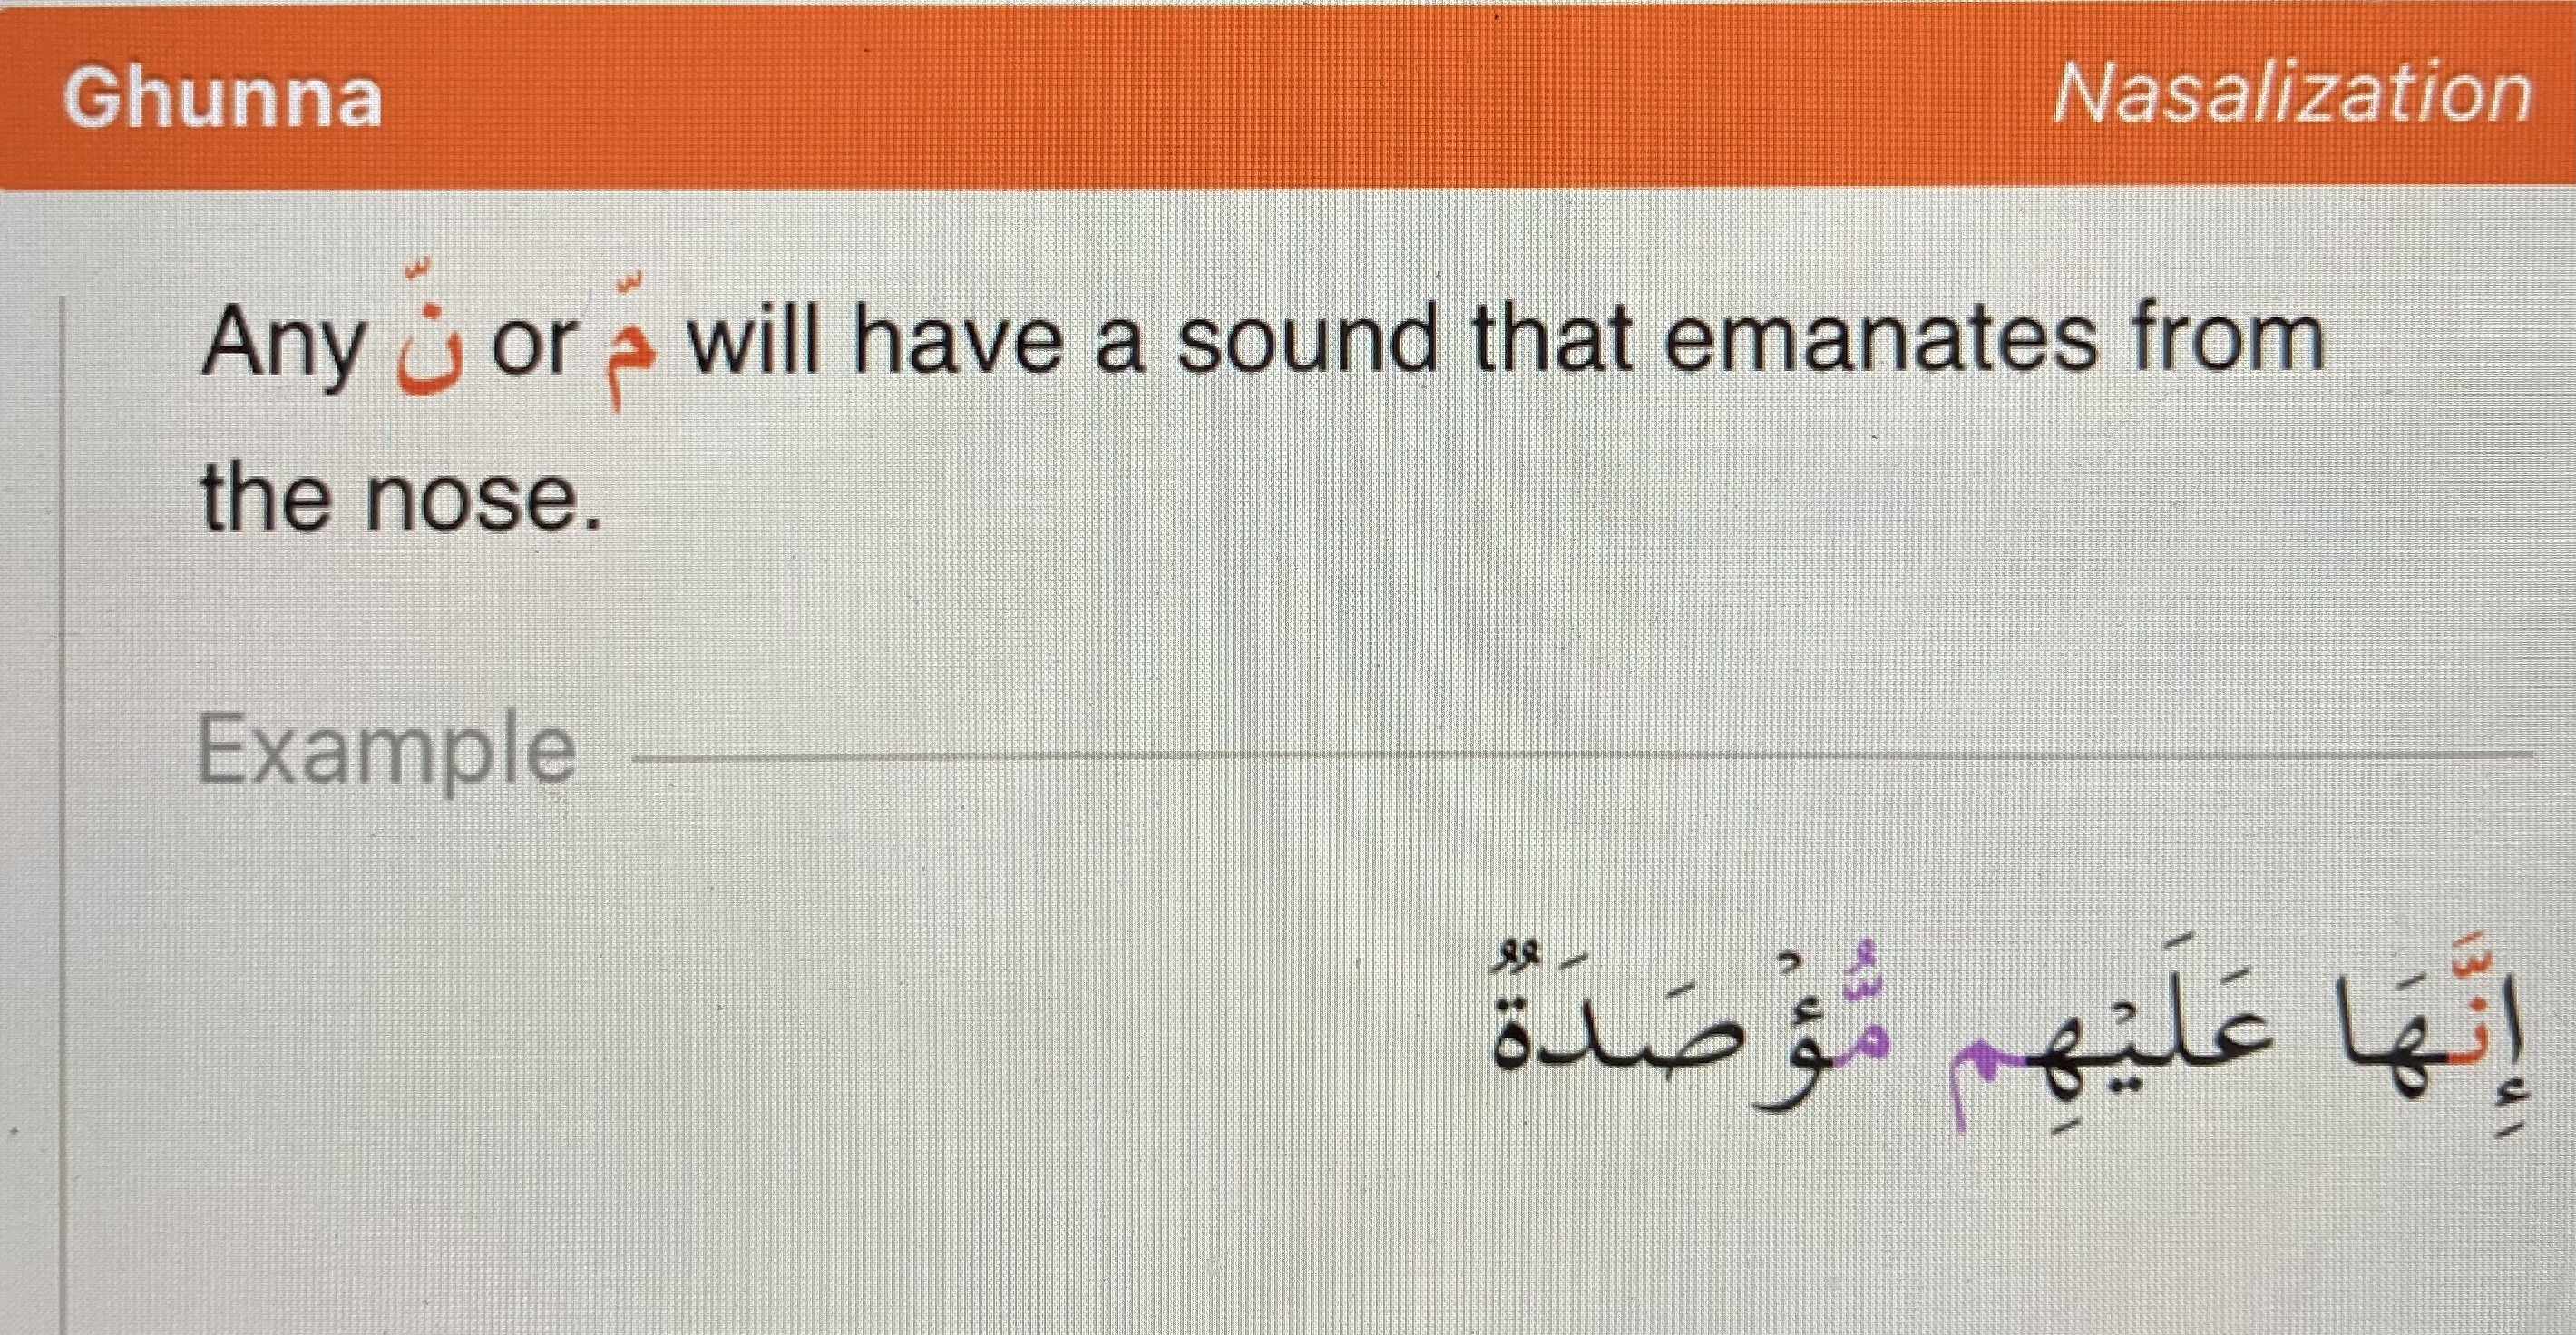 Ghunna Nasalization
Any نّ or مّ will have a sound that emanates from
the nose.
Example
إِنَّهَا عَلَيْهِم مُّؤْصَدَةٌ